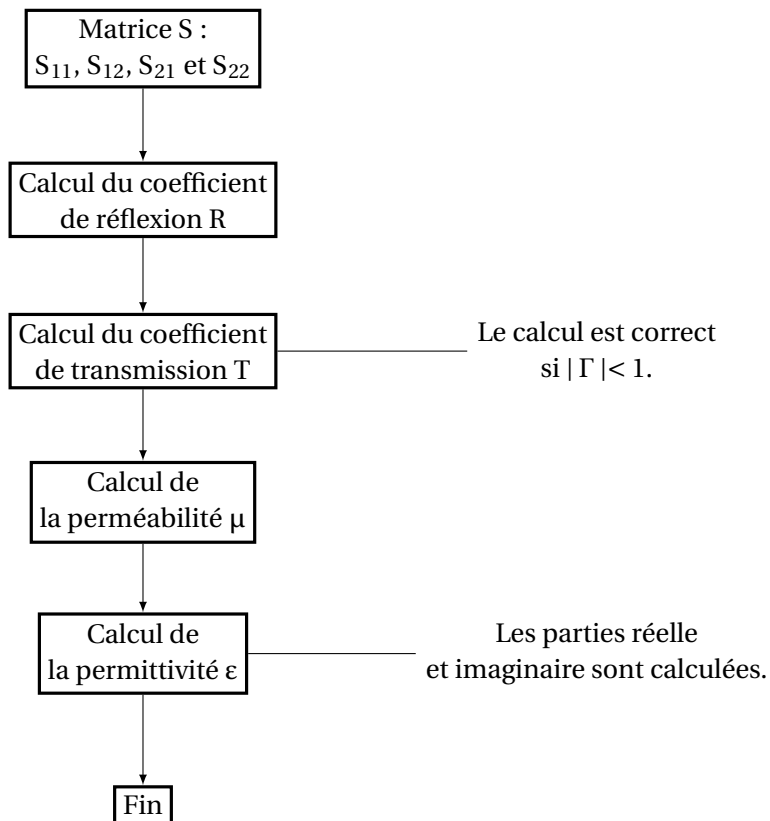 Matrice S :
S₁₁, S₁₂, S₂₁ et S₂₂
Calcul du coefficient
de réflexion R
Calcul du coefficient
de transmission T
Le calcul est correct
si | Γ |< 1.
Calcul de
la perméabilité μ
Calcul de
la permittivité ε
Les parties réelle
et imaginaire sont calculées.
Fin